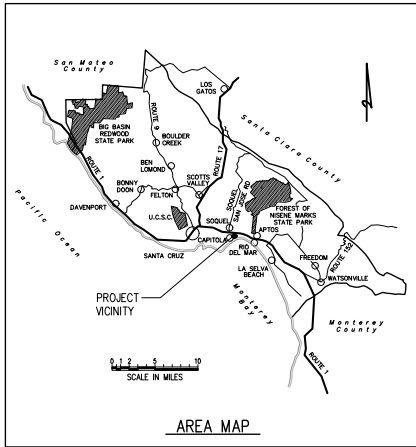 San Mateo
County
LOS
GATOS
BIG BASIN
REDWOOD
STATE PARK
ROUTE 9
BOULDER
CREEK
ROUTE 17
Santa Clara County
BEN
LOMOND
ROUTE 1
BONNY
DOON
FELTON
SCOTTS
VALLEY
SOQUEL
SAN JOSE RD
FOREST OF
NISENE MARKS
STATE PARK
DAVENPORT
U.C.S.C.
SOQUEL
APTOS
ROUTE 152
Pacific Ocean
CAPITOLA
RIO
DEL MAR
FREEDOM
SANTA CRUZ
LA SELVA
BEACH
WATSONVILLE
PROJECT
VICINITY
Monterey
Bay
Monterey
County
ROUTE 1
0 1 2 5 10
SCALE IN MILES
AREA MAP